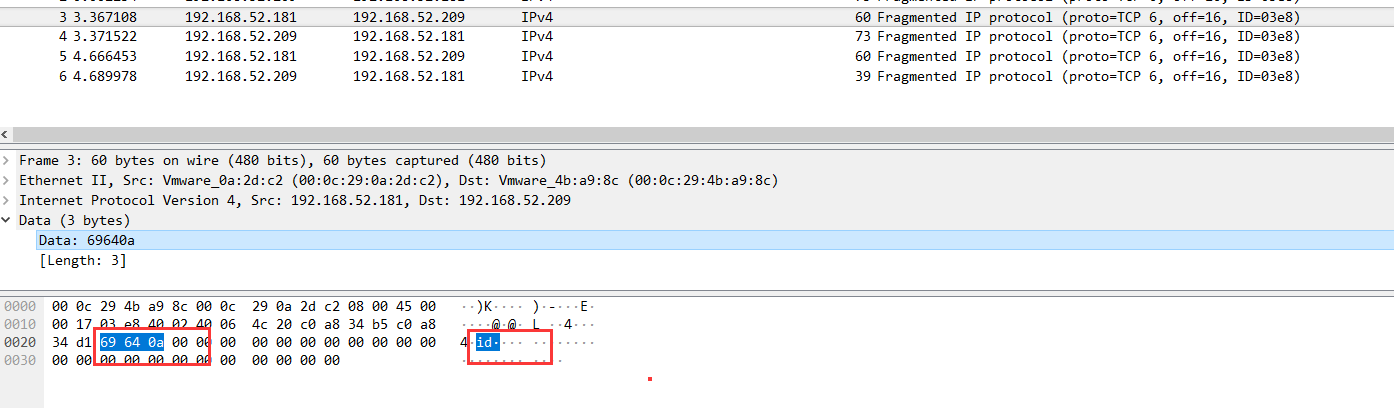 3 3.367108 192.168.52.181 192.168.52.209 IPv4 60 Fragmented IP protocol (proto=TCP 6, off=16, ID=03e8)
4 3.371522 192.168.52.209 192.168.52.181 IPv4 73 Fragmented IP protocol (proto=TCP 6, off=16, ID=03e8)
5 4.666453 192.168.52.181 192.168.52.209 IPv4 60 Fragmented IP protocol (proto=TCP 6, off=16, ID=03e8)
6 4.689978 192.168.52.209 192.168.52.181 IPv4 39 Fragmented IP protocol (proto=TCP 6, off=16, ID=03e8)
Frame 3: 60 bytes on wire (480 bits), 60 bytes captured (480 bits)
Ethernet II, Src: Vmware_0a:2d:c2 (00:0c:29:0a:2d:c2), Dst: Vmware_4b:a9:8c (00:0c:29:4b:a9:8c)
Internet Protocol Version 4, Src: 192.168.52.181, Dst: 192.168.52.209
Data (3 bytes)
Data: 69640a
[Length: 3]
0000 00 0c 29 4b a9 8c 00 0c 29 0a 2d c2 08 00 45 00 ··)K···· )·-···E·
0010 00 17 03 e8 40 02 40 06 4c 20 c0 a8 34 b5 c0 a8 ····@·@· L ··4···
0020 34 d1 69 64 0a 00 00 00 00 00 00 00 00 00 00 00 4·id···· ········
0030 00 00 00 00 00 00 00 00 00 00 00 00 ········ ····